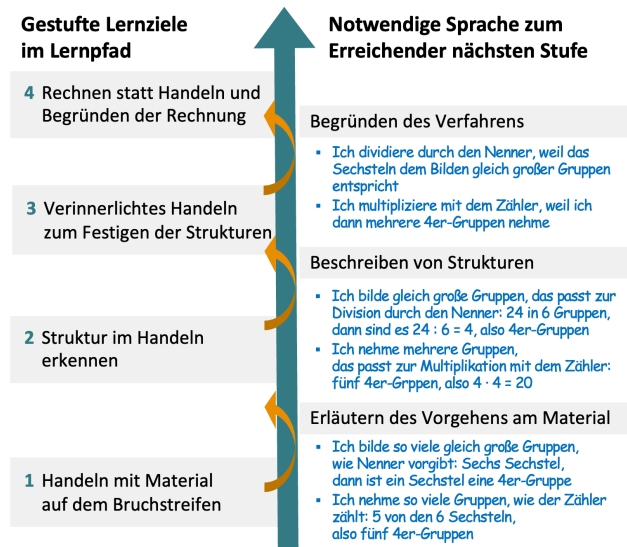 Gestufte Lernziele
im Lernpfad
Notwendige Sprache zum
Erreichender nächsten Stufe
4 Rechnen statt Handeln und
Begründen der Rechnung
Begründen des Verfahrens
▪ Ich dividiere durch den Nenner, weil das
Sechsteln dem Bilden gleich großer Gruppen
entspricht
▪ Ich multipliziere mit dem Zähler, weil ich
dann mehrere 4er-Gruppen nehme
3 Verinnerlichtes Handeln
zum Festigen der Strukturen
Beschreiben von Strukturen
▪ Ich bilde gleich große Gruppen, das passt zur
Division durch den Nenner: 24 in 6 Gruppen,
dann sind es 24 : 6 = 4, also 4er-Gruppen
▪ Ich nehme mehrere Gruppen,
das passt zur Multiplikation mit dem Zähler:
fünf 4er-Grppen, also 4 · 4 = 20
2 Struktur im Handeln
erkennen
Erläutern des Vorgehens am Material
▪ Ich bilde so viele gleich große Gruppen,
wie Nenner vorgibt: Sechs Sechstel,
dann ist ein Sechstel eine 4er-Gruppe
▪ Ich nehme so viele Gruppen, wie der Zähler
zählt: 5 von den 6 Sechsteln,
also fünf 4er-Gruppen
1 Handeln mit Material
auf dem Bruchstreifen